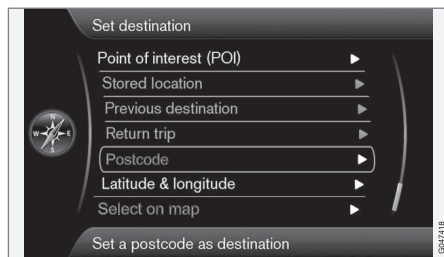 Set destination
Point of interest (POI)
Stored location
Previous destination
Return trip
Postcode
Latitude & longitude
Select on map
Set a postcode as destination
N
W
E
S
G047418